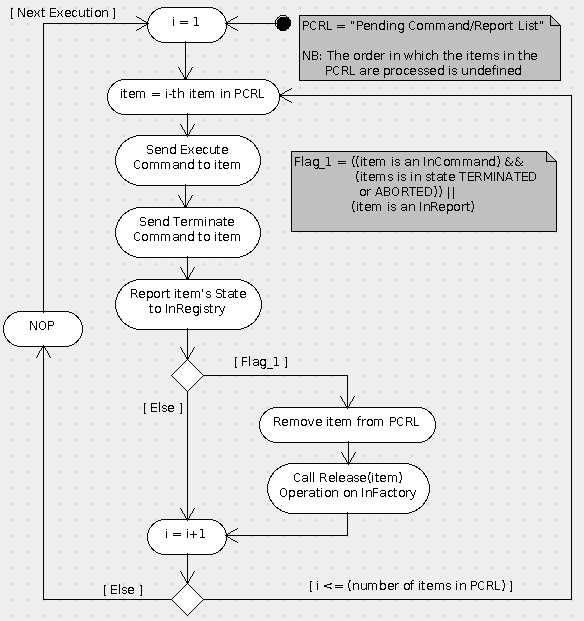 [ Next Execution ]
i = 1
PCRL = "Pending Command/Report List"
NB: The order in which the items in the
PCRL are processed is undefined
item = i-th item in PCRL
Send Execute
Command to item
Flag_1 = ((item is an InCommand) &&
(items is in state TERMINATED
or ABORTED)) ||
(item is an InReport)
Send Terminate
Command to item
Report item's State
to InRegistry
NOP
[ Flag_1 ]
[ Else ]
Remove item from PCRL
Call Release(item)
Operation on InFactory
i = i+1
[ Else ]
[ i <= (number of items in PCRL) ]